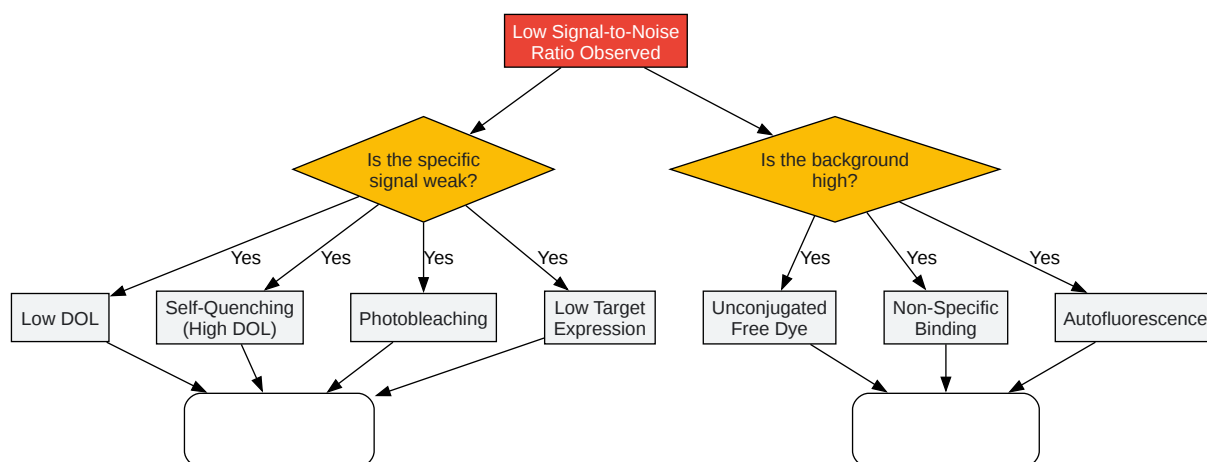 Low Signal-to-Noise
Ratio Observed
Is the specific
signal weak?
Is the background
high?
Yes
Yes
Yes
Yes
Yes
Yes
Yes
Low DOL
Self-Quenching
(High DOL)
Photobleaching
Low Target
Expression
Unconjugated
Free Dye
Non-Specific
Binding
Autofluorescence